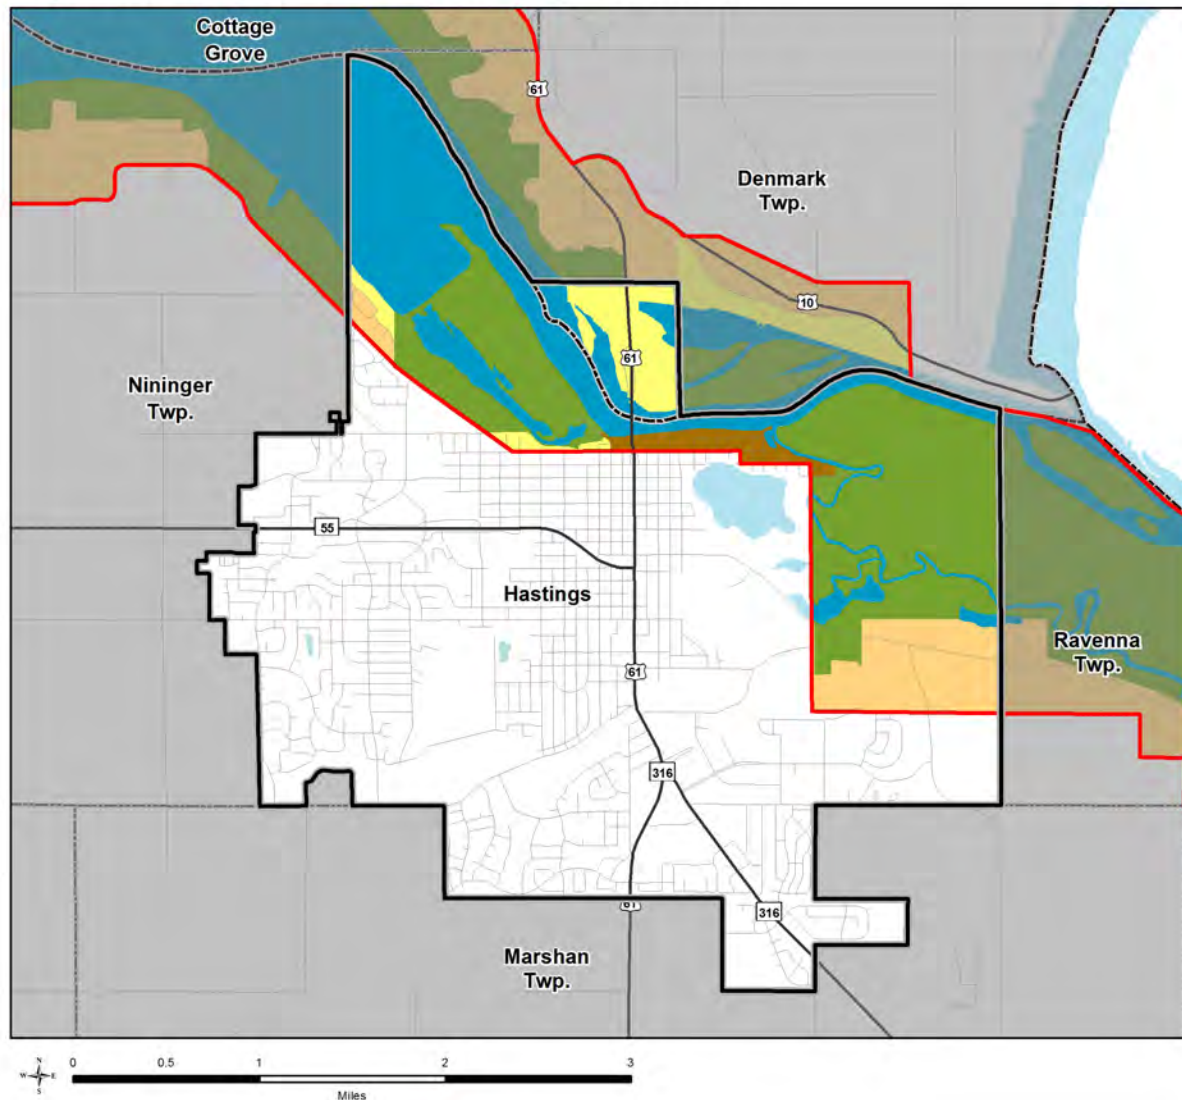 Cottage
Grove
61
Denmark
Twp.
10
61
Nininger
Twp.
55
Hastings
Ravenna
Twp.
61
316
61
316
Marshan
Twp.
N
W E
S
0 0.5 1 2 3
Miles